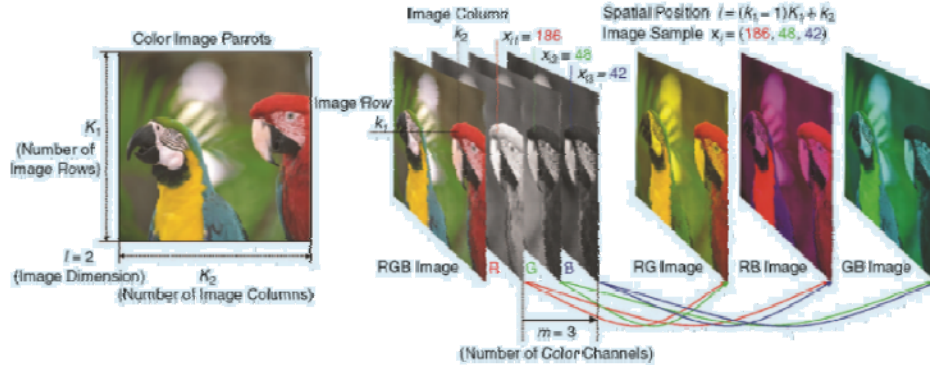 Color Image Parrots
K1
(Number of
Image Rows)
l = 2
(Image Dimension)
K2
(Number of Image Columns)
Image Column
k2
xi1 = 186
xi2 = 48
xi3 = 42
Image Row
k1
RGB Image
R
G
B
m = 3
(Number of Color Channels)
Spatial Position i = (k1 – 1)K1 + k2
Image Sample xi = (186, 48, 42)
RG Image
RB Image
GB Image